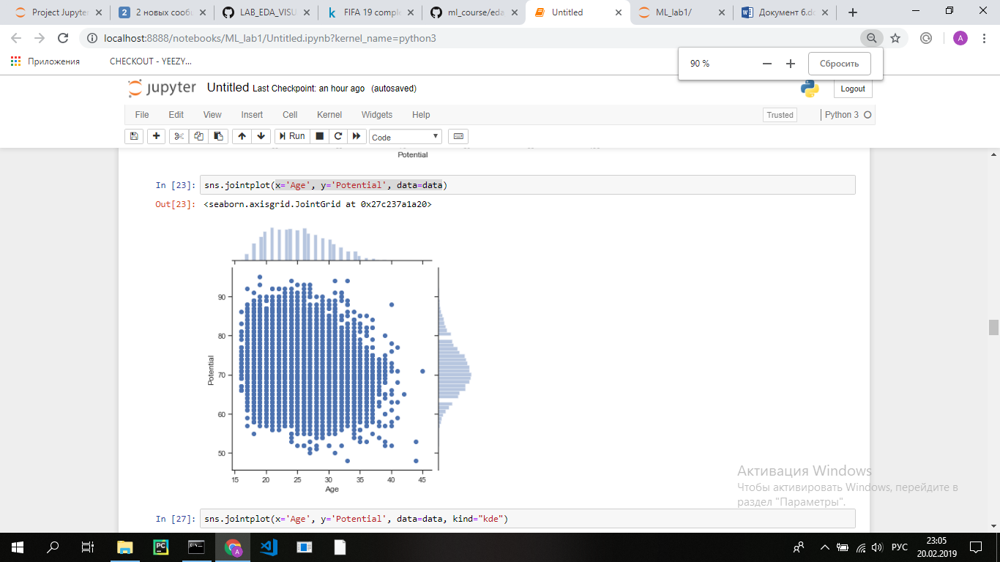 Project Jupyter
2 новых сообщ
LAB_EDA_VISU
FIFA 19 comple
ml_course/eda
Untitled
ML_lab1/
Документ 6.do
localhost:8888/notebooks/ML_lab1/Untitled.ipynb?kernel_name=python3
A
Приложения
CHECKOUT - YEEZY...
90 %
Сбросить
jupyter
Untitled Last Checkpoint: an hour ago (autosaved)
Logout
File Edit View Insert Cell Kernel Widgets Help
Trusted
Python 3
Run
Code
Potential
In [23]: sns.jointplot(x='Age', y='Potential', data=data)
Out[23]: <seaborn.axisgrid.JointGrid at 0x27c237a1a20>
90
80
70
60
50
Potential
15 20 25 30 35 40 45
Age
In [27]: sns.jointplot(x='Age', y='Potential', data=data, kind="kde")
Активация Windows
Чтобы активировать Windows, перейдите в
раздел "Параметры".
РУС
23:05
20.02.2019